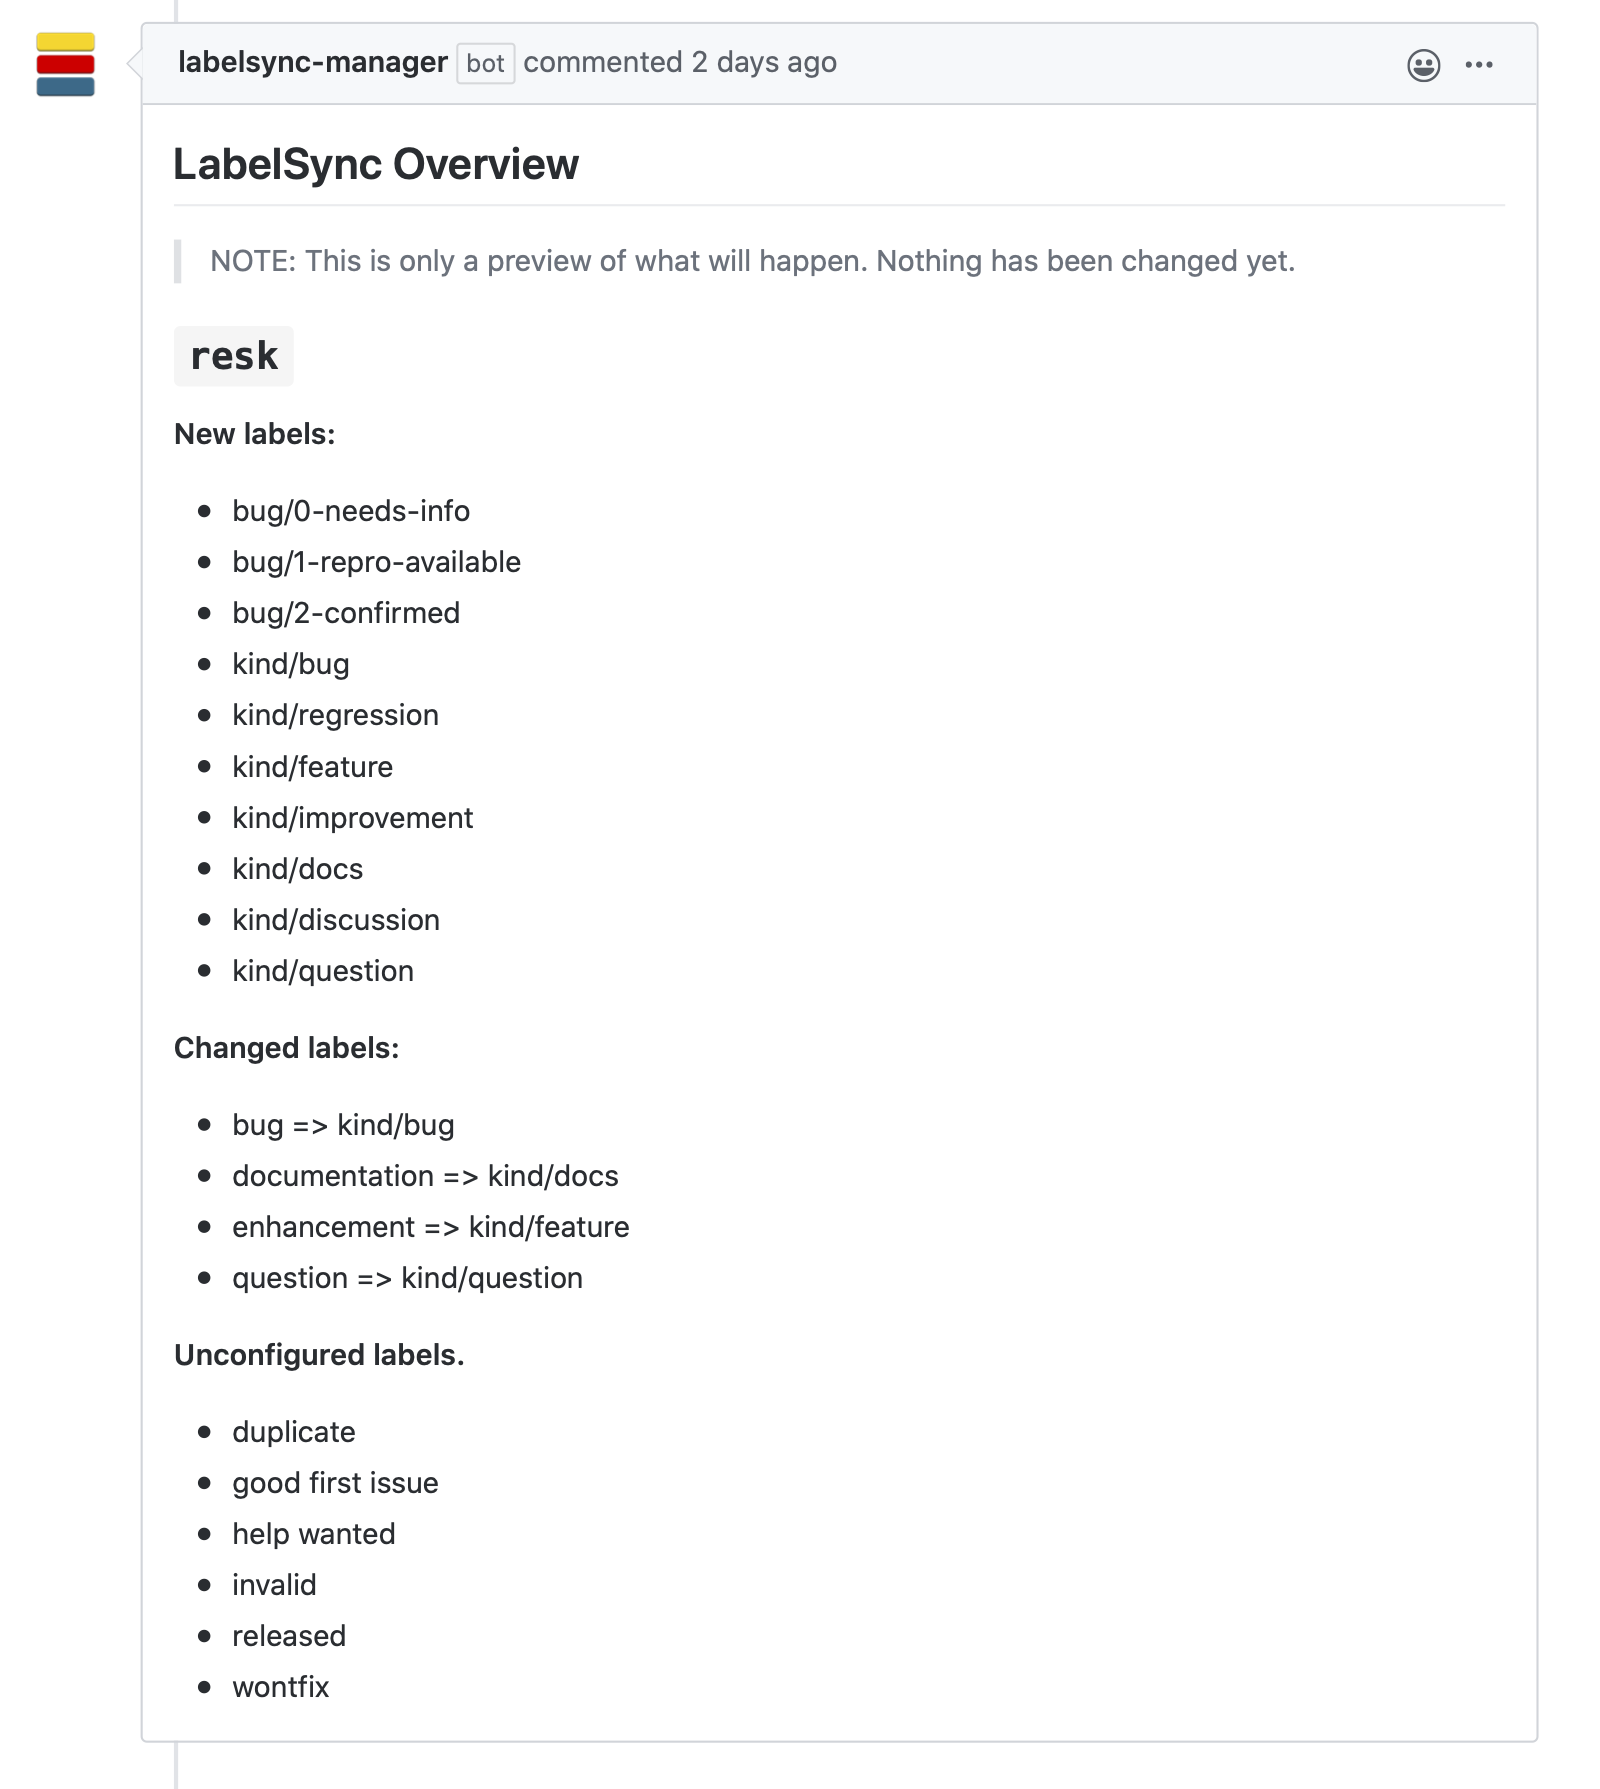 labelsync-manager bot commented 2 days ago
LabelSync Overview
NOTE: This is only a preview of what will happen. Nothing has been changed yet.
resk
New labels:
bug/0-needs-info
bug/1-repro-available
bug/2-confirmed
kind/bug
kind/regression
kind/feature
kind/improvement
kind/docs
kind/discussion
kind/question
Changed labels:
bug => kind/bug
documentation => kind/docs
enhancement => kind/feature
question => kind/question
Unconfigured labels.
duplicate
good first issue
help wanted
invalid
released
wontfix